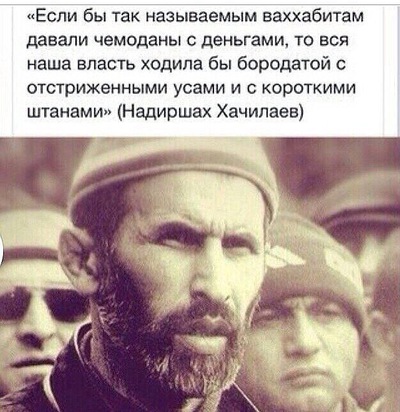 «Если бы так называемым ваххабитам
давали чемоданы с деньгами, то вся
наша власть ходила бы бородатой с
отстриженными усами и с короткими
штанами» (Надиршах Хачилаев)